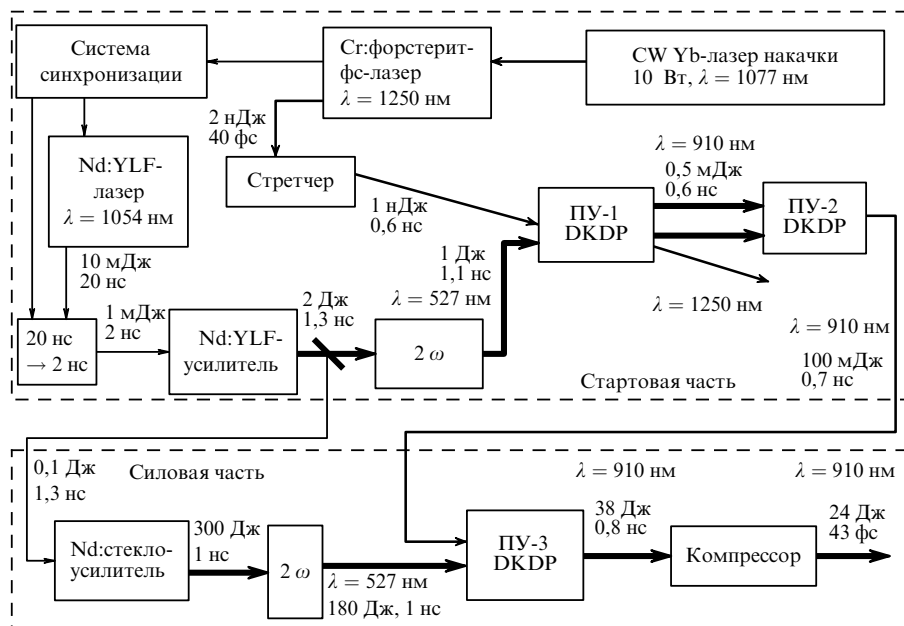 Система
синхронизации
Cr:форстерит-
фс-лазер
λ = 1250 нм
CW Yb-лазер накачки
10 Вт, λ = 1077 нм
2 нДж
40 фс
Nd:YLF-
лазер
λ = 1054 нм
Стретчер
1 нДж
0,6 нс
ПУ-1
DKDP
λ = 910 нм
0,5 мДж
0,6 нс
ПУ-2
DKDP
10 мДж
20 нс
1 Дж
1,1 нс
λ = 527 нм
λ = 1250 нм
20 нс
→ 2 нс
1 мДж
2 нс
Nd:YLF-
усилитель
2 Дж
1,3 нс
2 ω
λ = 910 нм
100 мДж
0,7 нс
Стартовая часть
0,1 Дж
1,3 нс
Силовая часть
Nd:стекло-
усилитель
300 Дж
1 нс
2 ω
λ = 527 нм
180 Дж, 1 нс
ПУ-3
DKDP
λ = 910 нм
38 Дж
0,8 нс
Компрессор
λ = 910 нм
24 Дж
43 фс